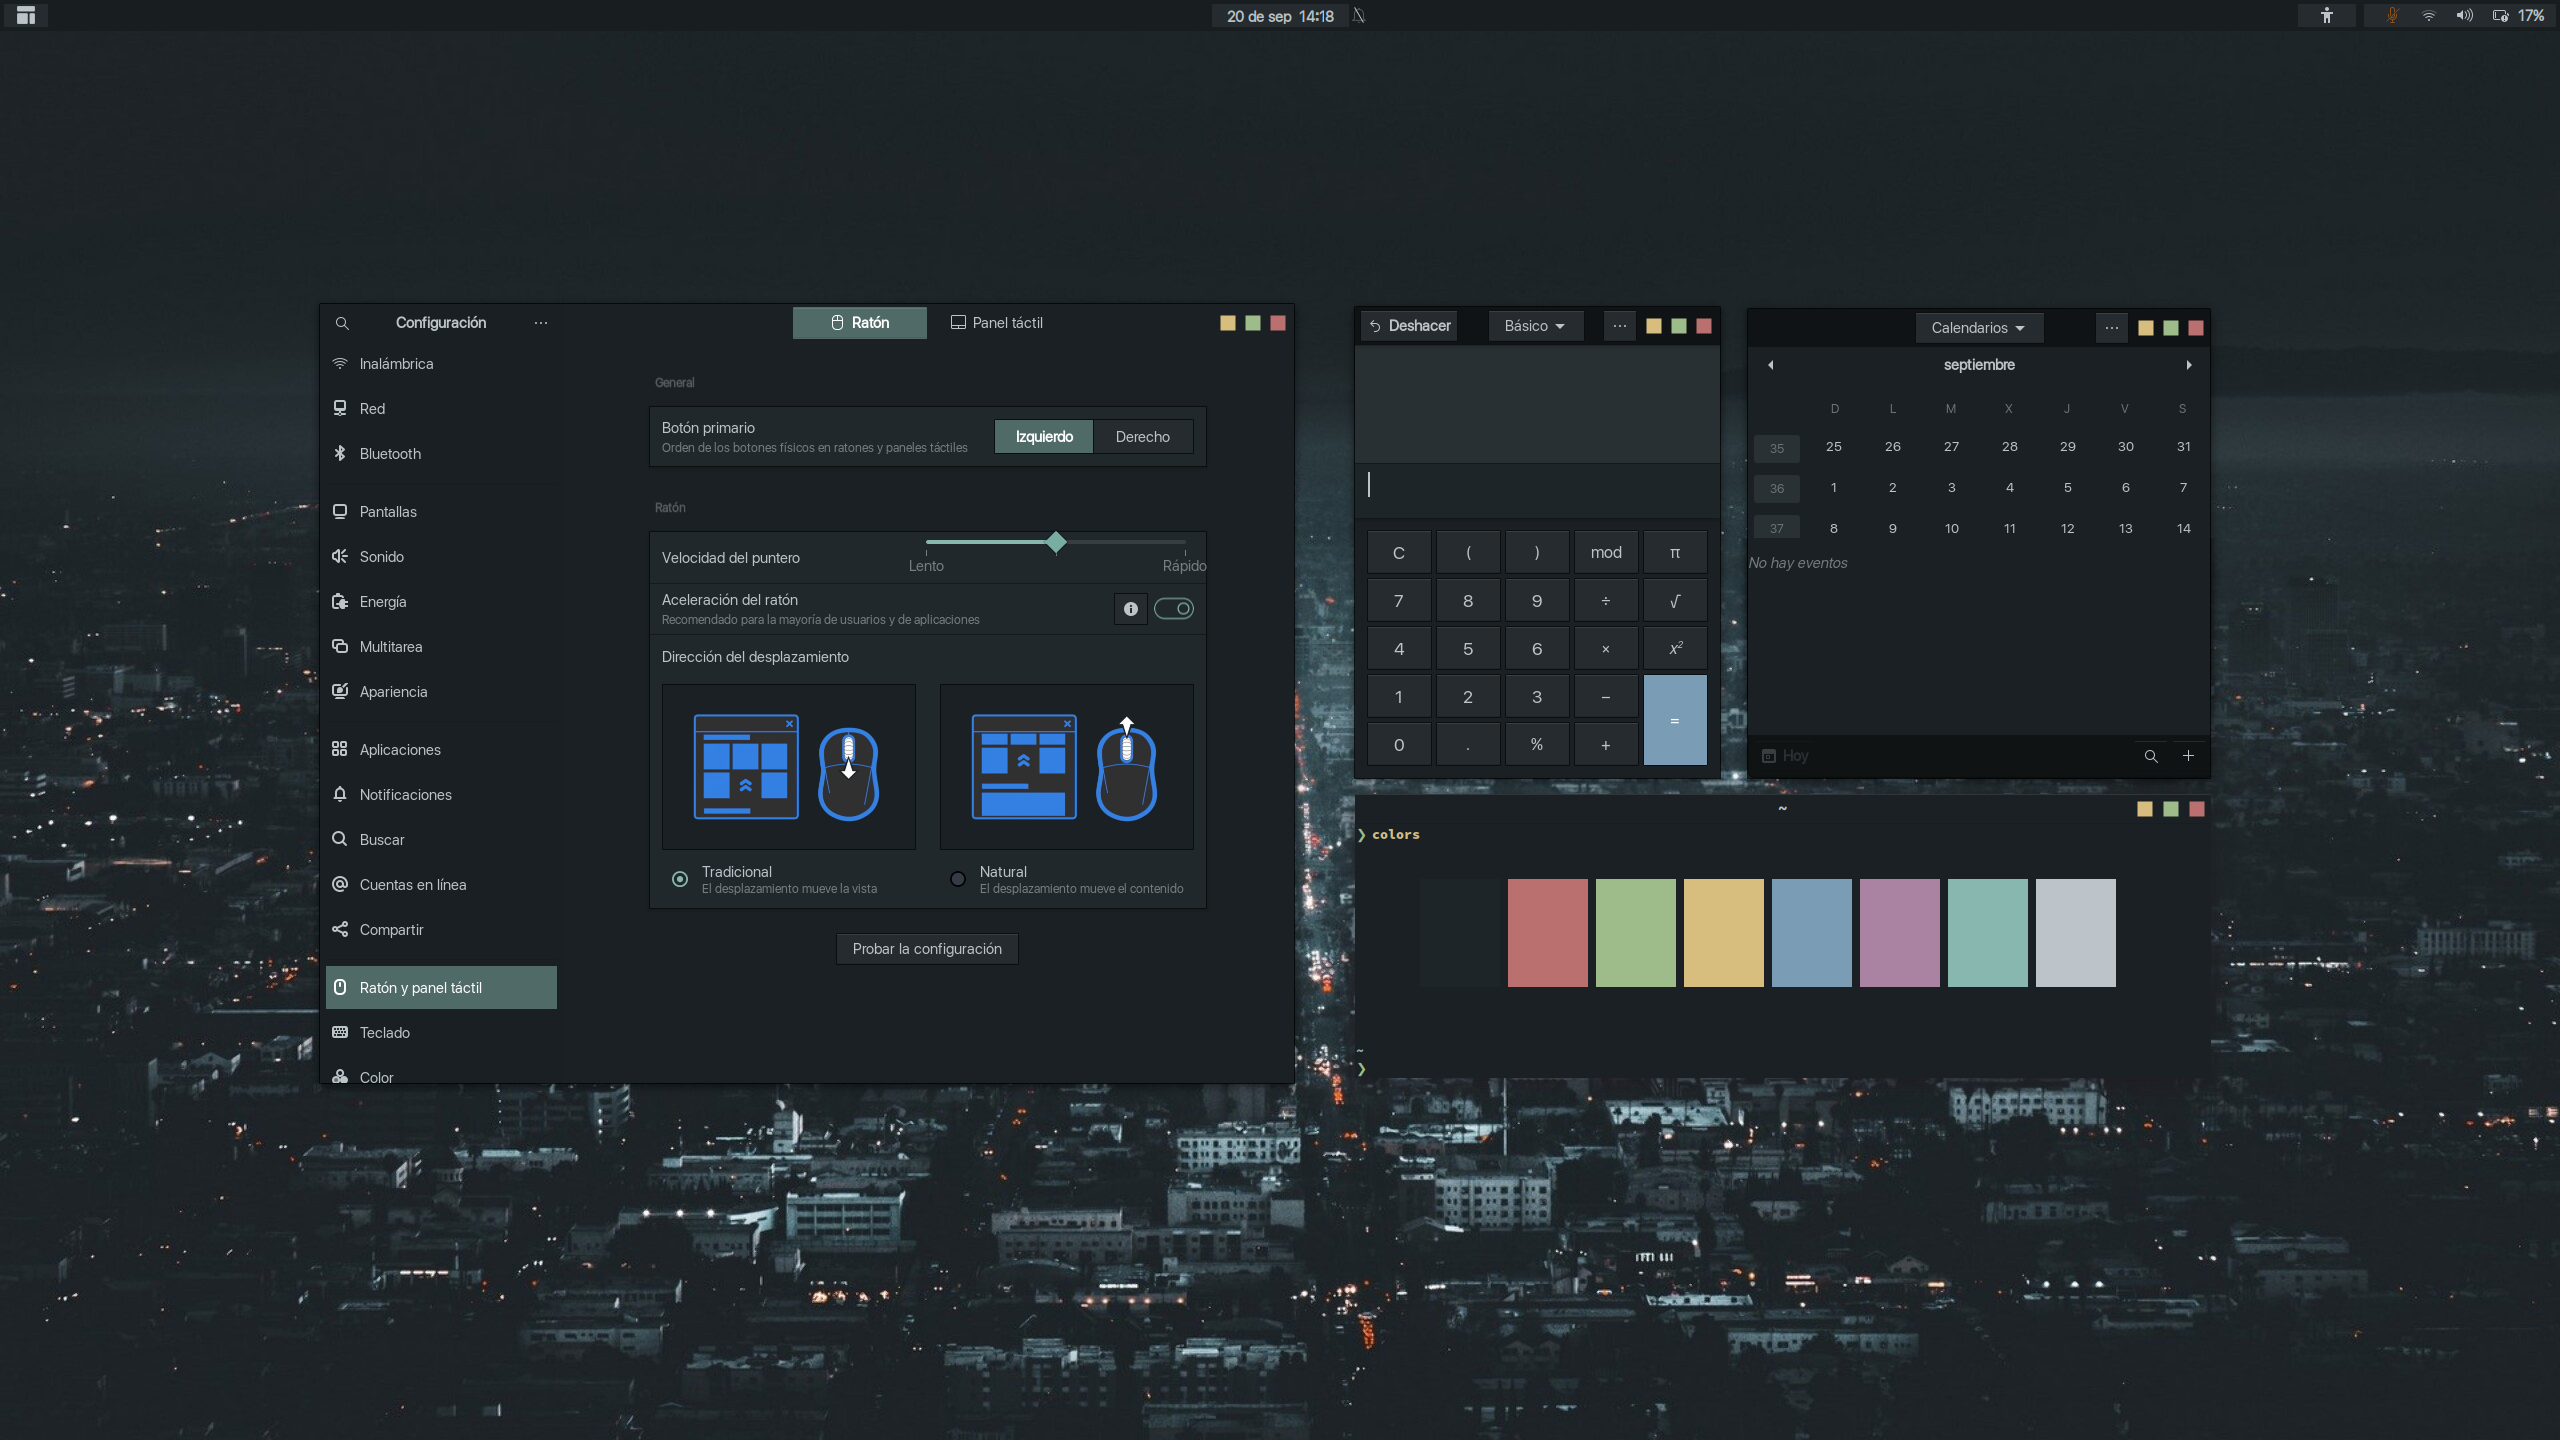 20 de sep 14:18
17%
Configuración
Ratón
Panel táctil
Inalámbrica
Red
Bluetooth
Pantallas
Sonido
Energía
Multitarea
Apariencia
Aplicaciones
Notificaciones
Buscar
Cuentas en línea
Compartir
Ratón y panel táctil
Teclado
Color
General
Botón primario
Orden de los botones físicos en ratones y paneles táctiles
Izquierdo
Derecho
Ratón
Velocidad del puntero
Lento
Rápido
Aceleración del ratón
Recomendado para la mayoría de usuarios y de aplicaciones
Dirección del desplazamiento
Tradicional
El desplazamiento mueve la vista
Natural
El desplazamiento mueve el contenido
Probar la configuración
Deshacer
Básico
C ( ) mod π
7 8 9 ÷ √
4 5 6 × x²
1 2 3 −
=
0 . % +
Calendarios
septiembre
D L M X J V S
35 25 26 27 28 29 30 31
36 1 2 3 4 5 6 7
37 8 9 10 11 12 13 14
No hay eventos
Hoy
~
❯ colors
~
❯